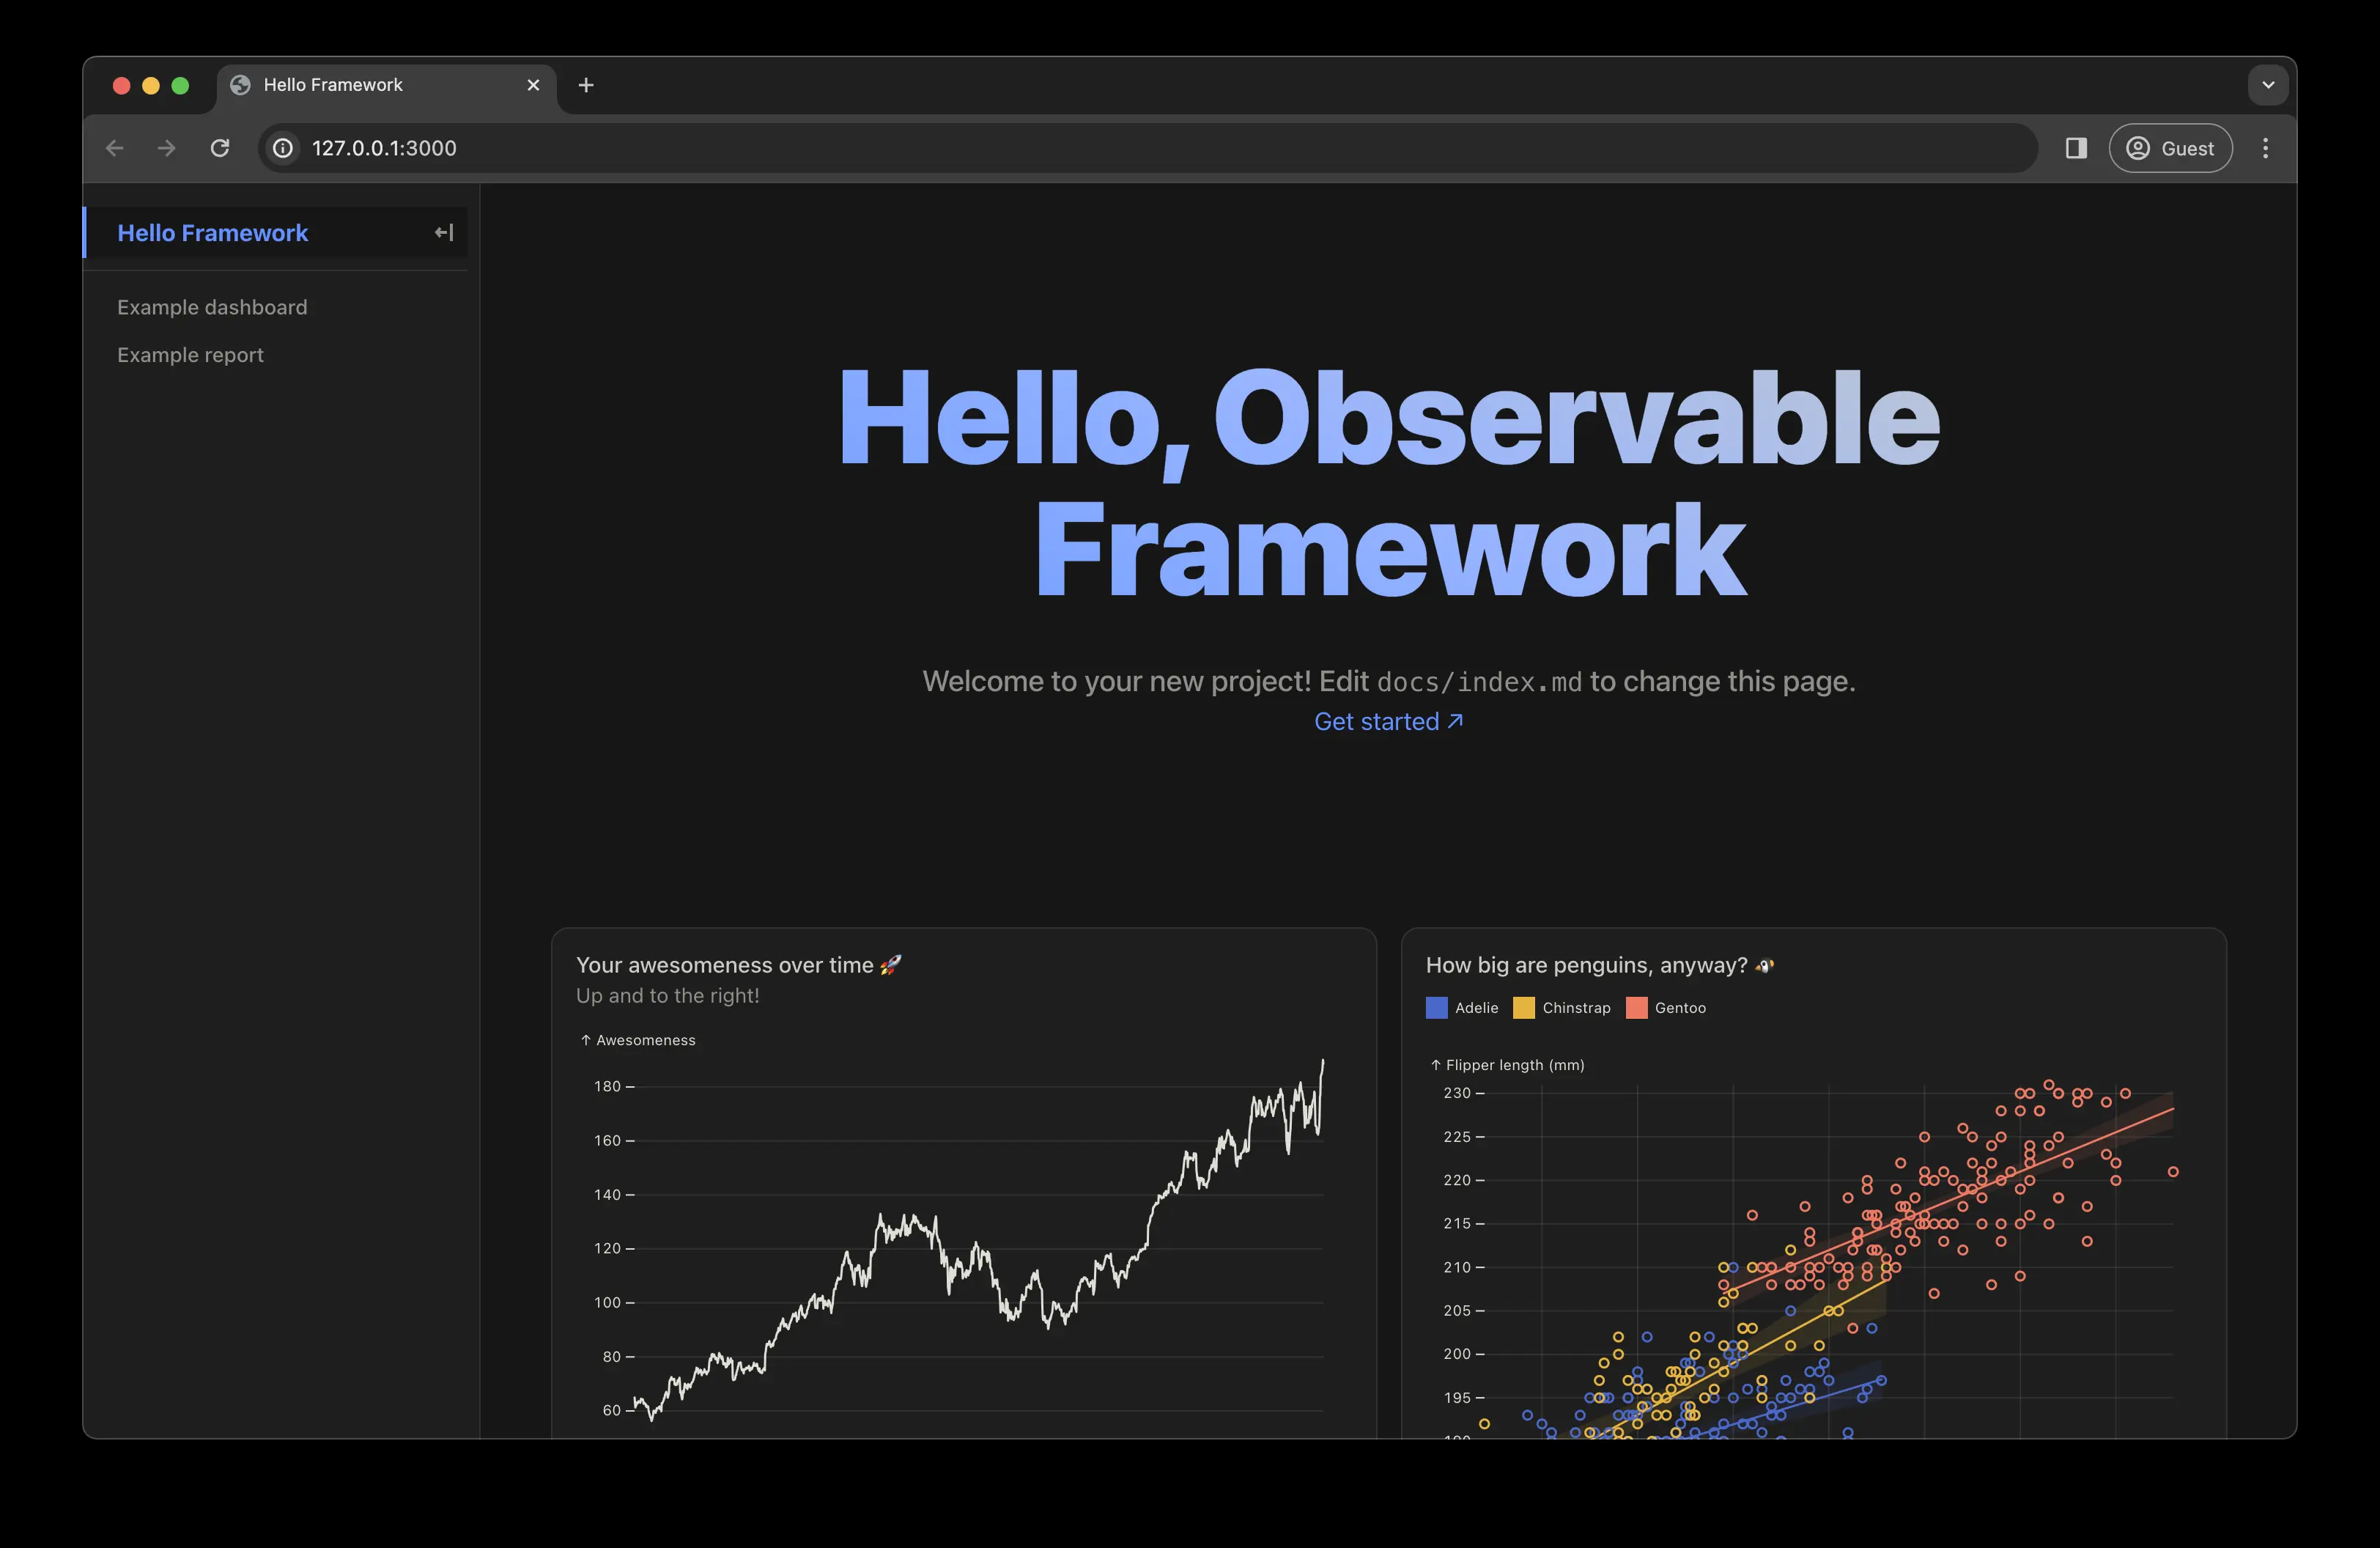 Hello Framework
127.0.0.1:3000
Guest
Hello Framework
Example dashboard
Example report
Hello, Observable
Framework
Welcome to your new project! Edit docs/index.md to change this page.
Get started ↗
Your awesomeness over time 🚀
Up and to the right!
↑ Awesomeness
180
160
140
120
100
80
60
How big are penguins, anyway? 🐧
Adelie Chinstrap Gentoo
↑ Flipper length (mm)
230
225
220
215
210
205
200
195